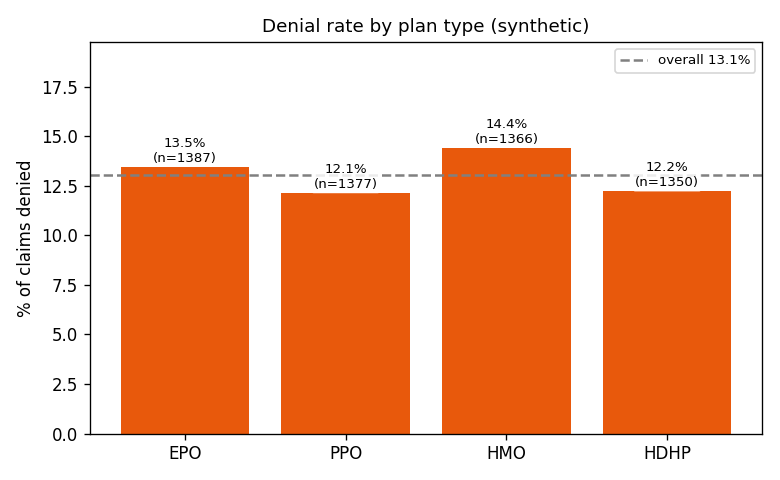 Denial rate by plan type (synthetic)
overall 13.1%
% of claims denied
17.5
15.0
12.5
10.0
7.5
5.0
2.5
0.0
13.5%
(n=1387)
12.1%
(n=1377)
14.4%
(n=1366)
12.2%
(n=1350)
EPO
PPO
HMO
HDHP